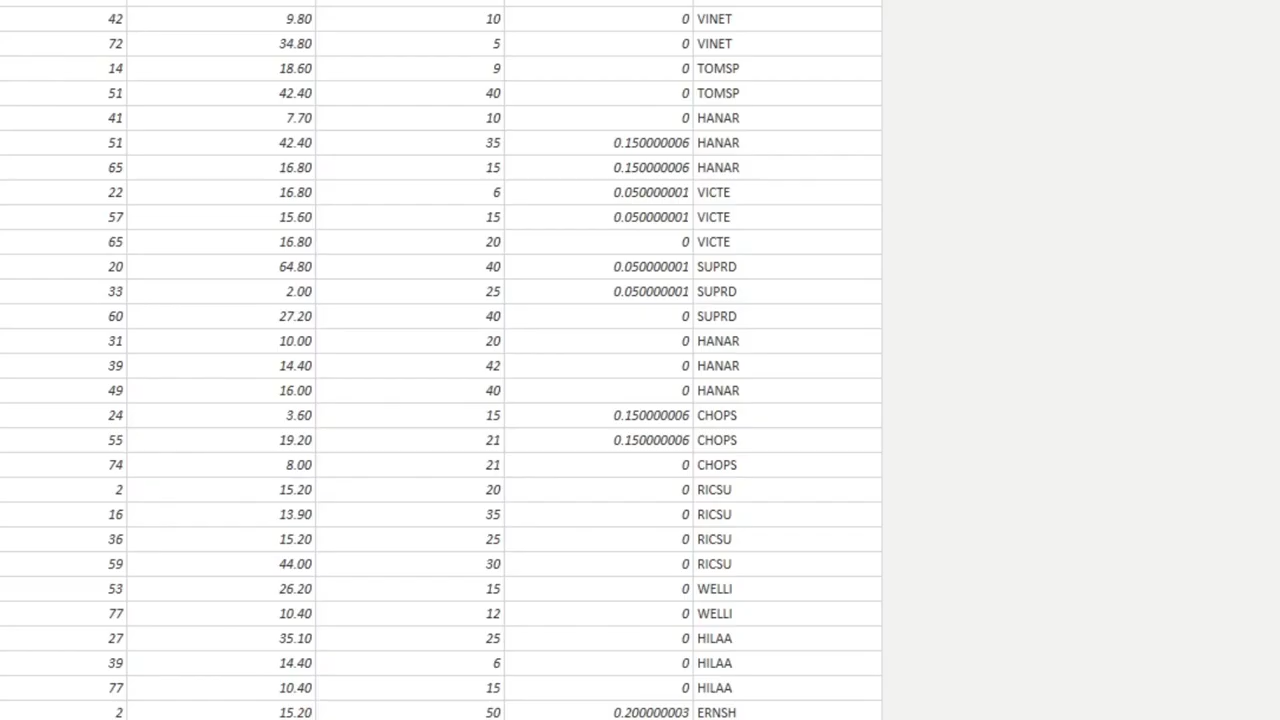 42 9.80 10 0 VINET
72 34.80 5 0 VINET
14 18.60 9 0 TOMSP
51 42.40 40 0 TOMSP
41 7.70 10 0 HANAR
51 42.40 35 0.150000006 HANAR
65 16.80 15 0.150000006 HANAR
22 16.80 6 0.050000001 VICTE
57 15.60 15 0.050000001 VICTE
65 16.80 20 0 VICTE
20 64.80 40 0.050000001 SUPRD
33 2.00 25 0.050000001 SUPRD
60 27.20 40 0 SUPRD
31 10.00 20 0 HANAR
39 14.40 42 0 HANAR
49 16.00 40 0 HANAR
24 3.60 15 0.150000006 CHOPS
55 19.20 21 0.150000006 CHOPS
74 8.00 21 0 CHOPS
2 15.20 20 0 RICSU
16 13.90 35 0 RICSU
36 15.20 25 0 RICSU
59 44.00 30 0 RICSU
53 26.20 15 0 WELLI
77 10.40 12 0 WELLI
27 35.10 25 0 HILAA
39 14.40 6 0 HILAA
77 10.40 15 0 HILAA
2 15.20 50 0.200000003 ERNSH